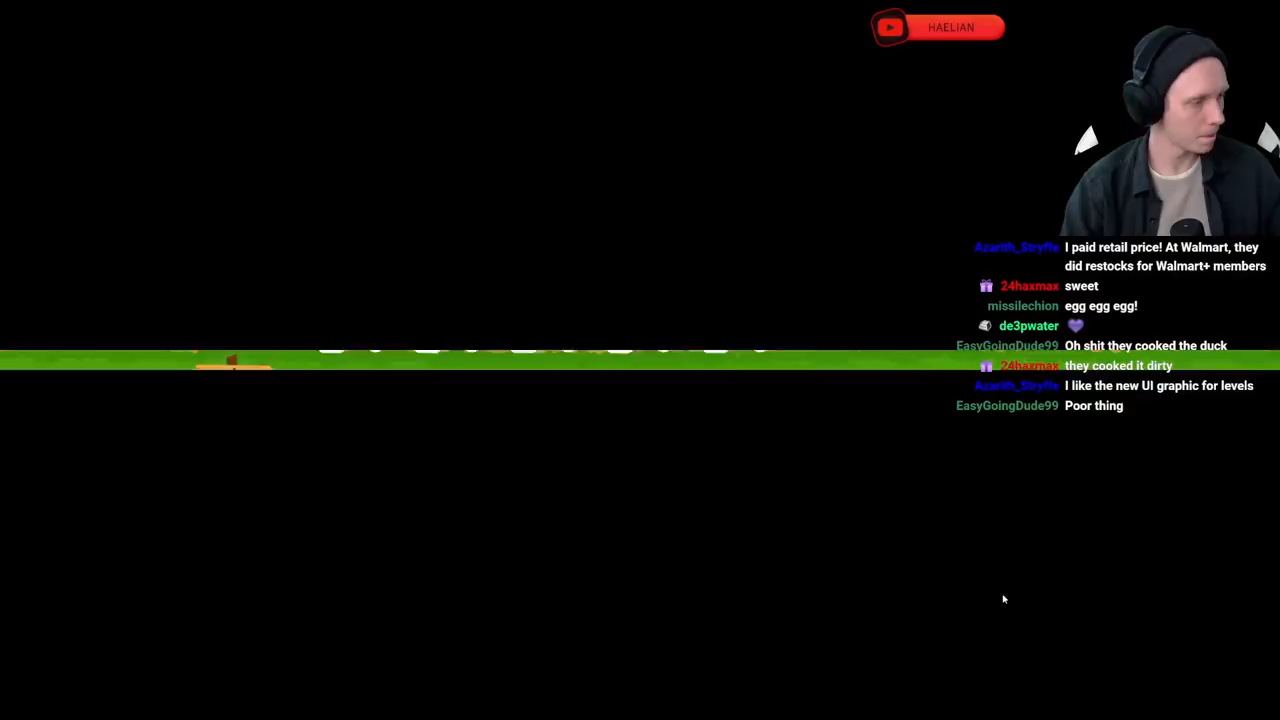 HAELIAN
Azarith_Stryffe I paid retail price! At Walmart, they
did restocks for Walmart+ members
24haxmax sweet
missilechion egg egg egg!
de3pwater
EasyGoingDude99 Oh shit they cooked the duck
24haxmax they cooked it dirty
Azarith_Stryffe I like the new UI graphic for levels
EasyGoingDude99 Poor thing